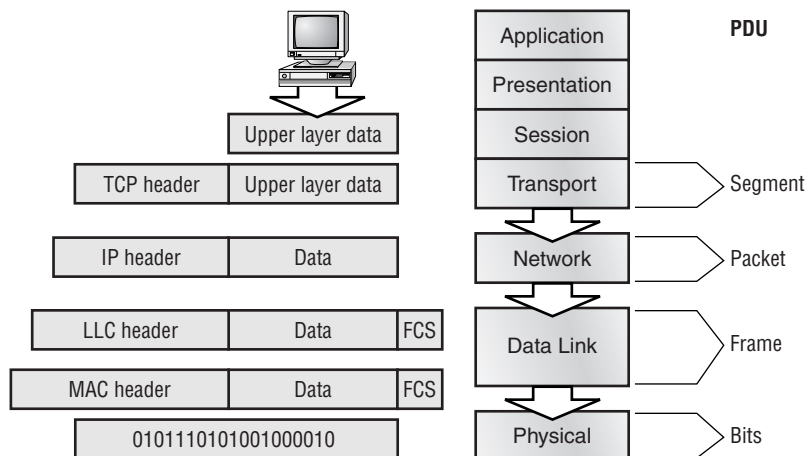 PDU
Application
Presentation
Upper layer data
Session
TCP header Upper layer data
Transport
Segment
IP header Data
Network
Packet
LLC header Data FCS
Data Link
Frame
MAC header Data FCS
0101110101001000010
Physical
Bits